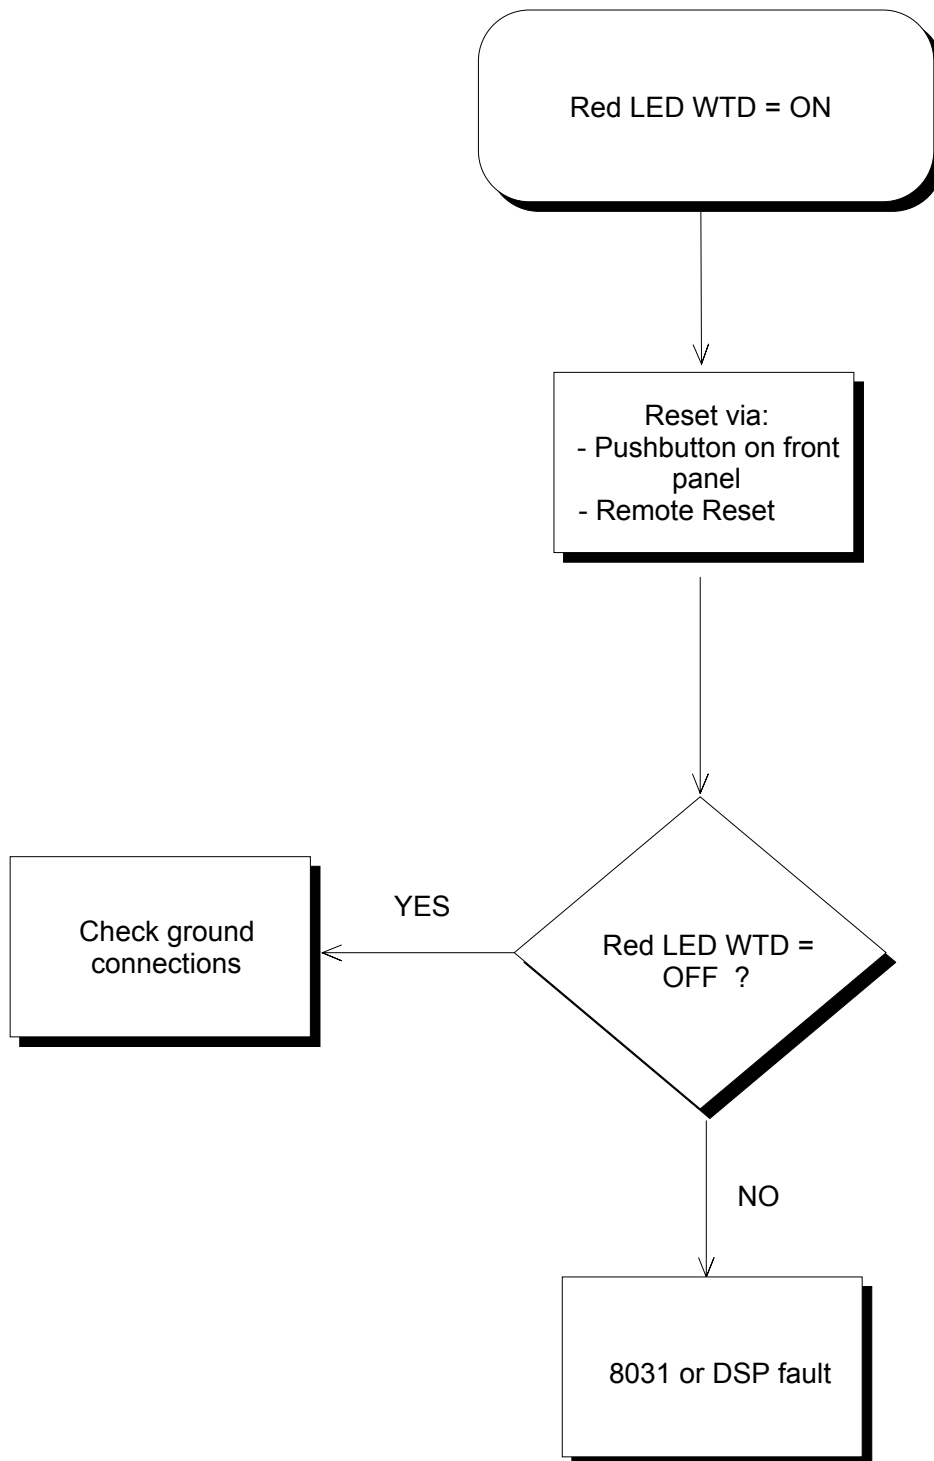 Red LED WTD = ON
Reset via:
- Pushbutton on front
panel
- Remote Reset
YES
Check ground
connections
Red LED WTD =
OFF ?
NO
8031 or DSP fault